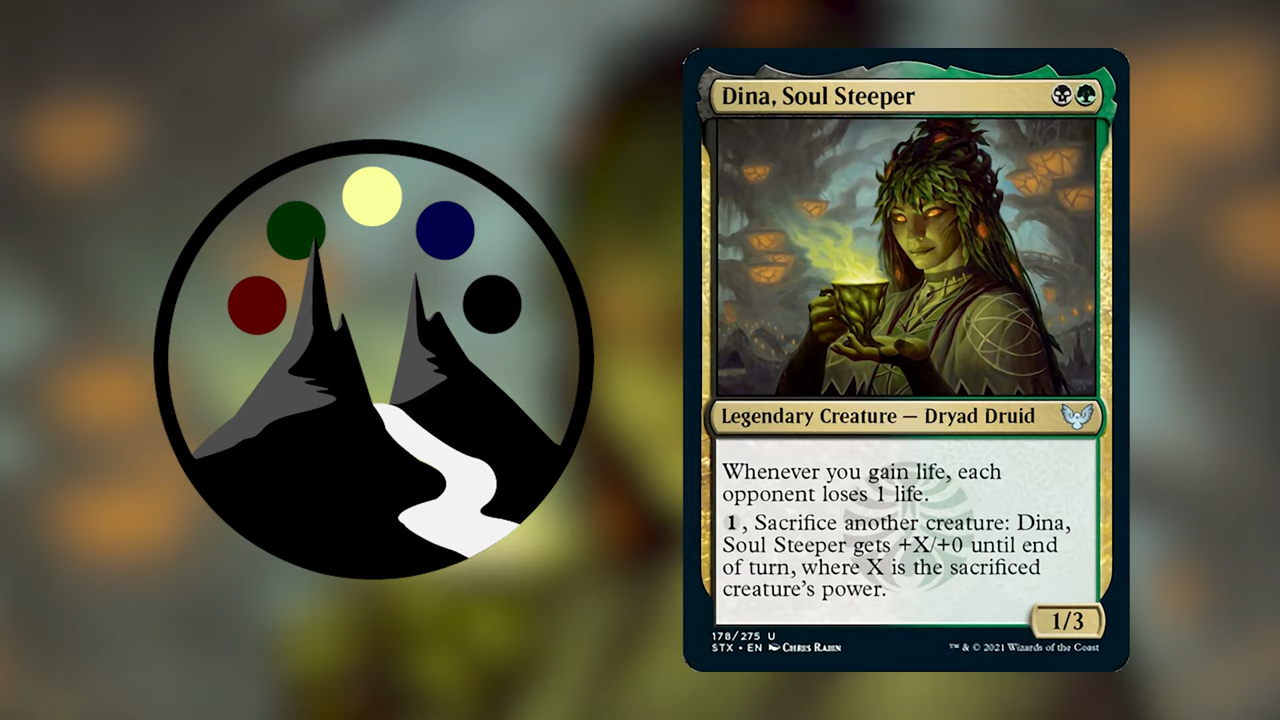 Dina, Soul Steeper
Legendary Creature — Dryad Druid
Whenever you gain life, each
opponent loses 1 life.
1, Sacrifice another creature: Dina,
Soul Steeper gets +X/+0 until end
of turn, where X is the sacrificed
creature's power.
1/3
178/275 U
STX • EN Chris Rahn
™ & © 2021 Wizards of the Coast